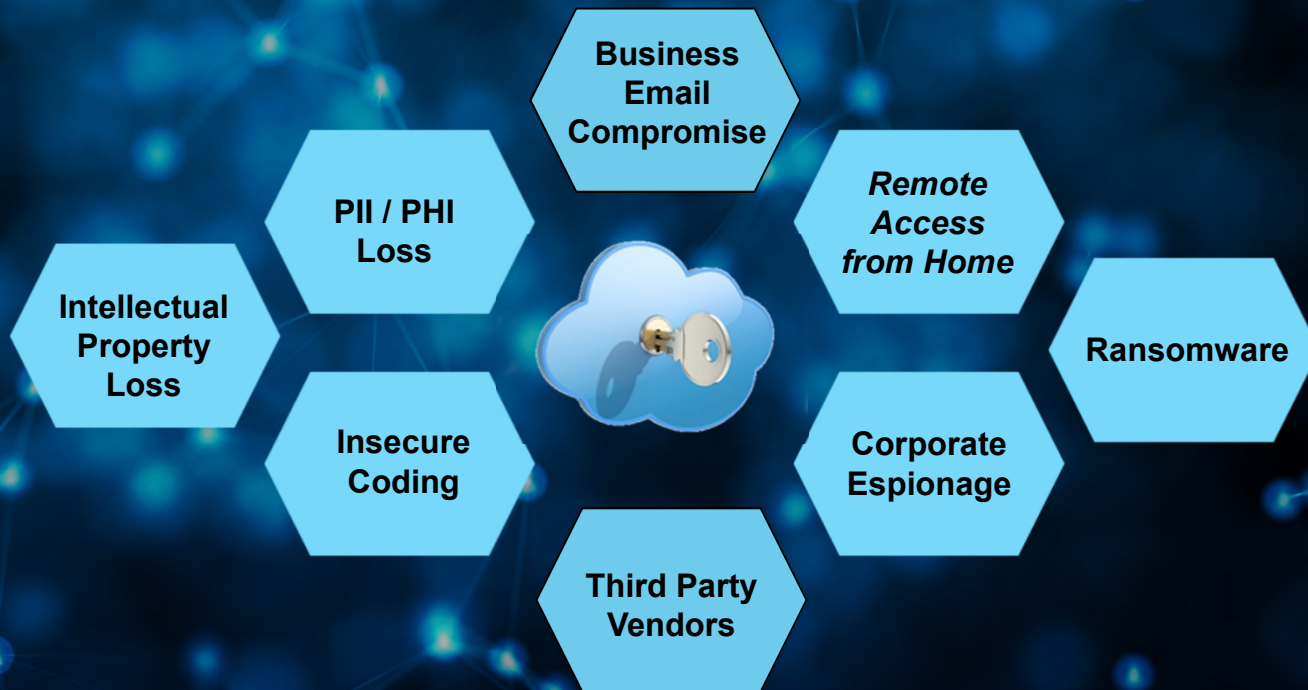 Business
Email
Compromise
PII / PHI
Loss
Remote
Access
from Home
Intellectual
Property
Loss
Ransomware
Insecure
Coding
Corporate
Espionage
Third Party
Vendors